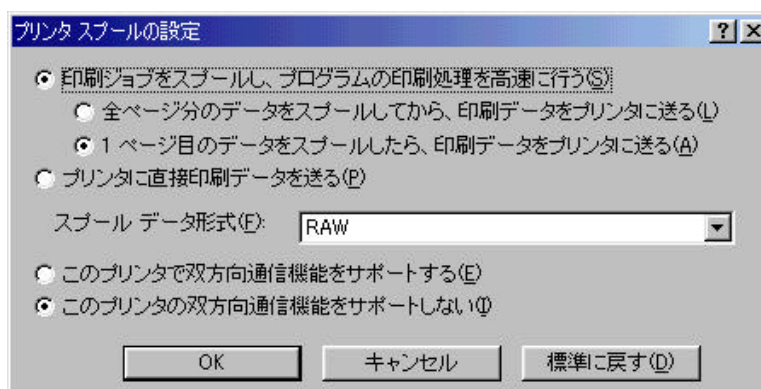 プリンタ スプールの設定
印刷ジョブをスプールし、プログラムの印刷処理を高速に行う(S)
全ページ分のデータをスプールしてから、印刷データをプリンタに送る(L)
1 ページ目のデータをスプールしたら、印刷データをプリンタに送る(A)
プリンタに直接印刷データを送る(P)
スプール データ形式(F): RAW
このプリンタで双方向通信機能をサポートする(E)
このプリンタの双方向通信機能をサポートしない(I)
OK キャンセル 標準に戻す(D)